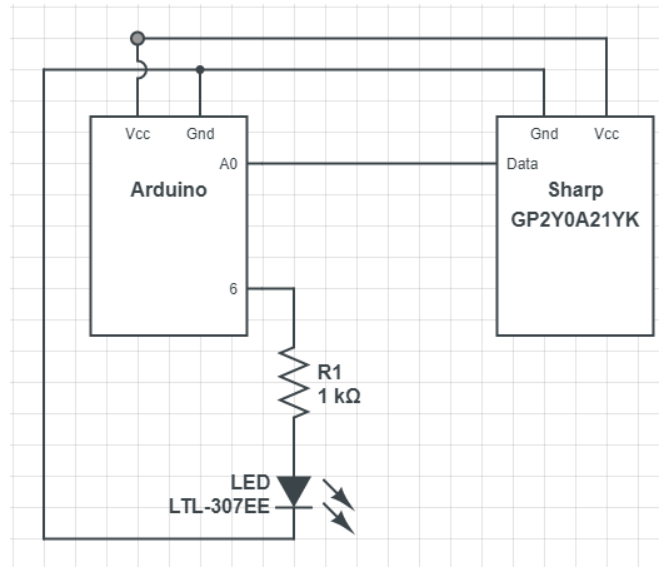 Vcc Gnd
A0
Arduino
6
Gnd Vcc
Data
Sharp
GP2Y0A21YK
R1
1 kΩ
LED
LTL-307EE